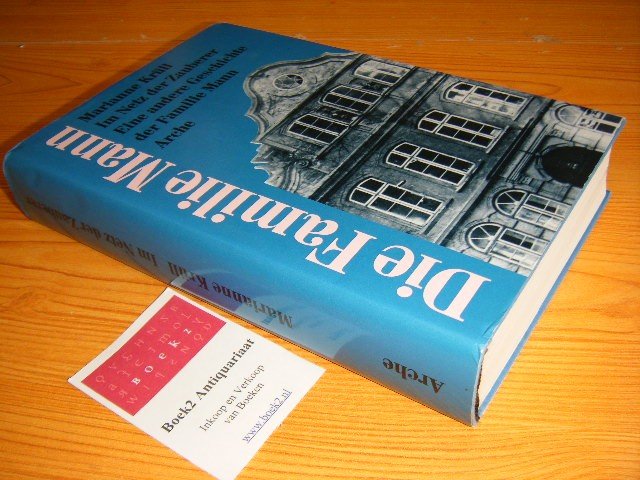 Marianne Krüll
Im Netz der Zauberer
Eine andere Geschichte
der Familie Mann
Arche
Die Familie Mann
Marianne Krüll Im Netz der Zauberer
Arche
BOEKZ
Boek2 Antiquariaat
Inkoop en Verkoop
van Boeken
www.boek2.nl